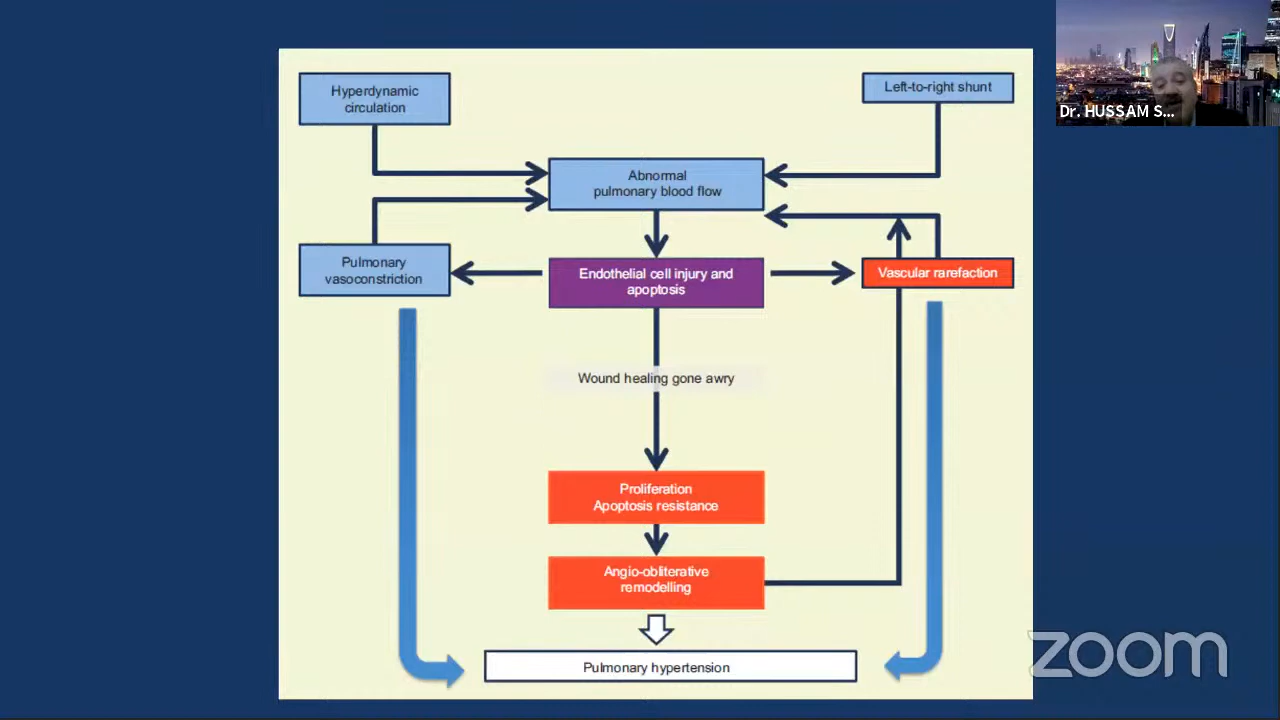 Hyperdynamic
circulation
Left-to-right shunt
Dr. HUSSAM S...
Abnormal
pulmonary blood flow
Pulmonary
vasoconstriction
Endothelial cell injury and
apoptosis
Vascular rarefaction
Wound healing gone awry
Proliferation
Apoptosis resistance
Angio-obliterative
remodelling
Pulmonary hypertension
zoom